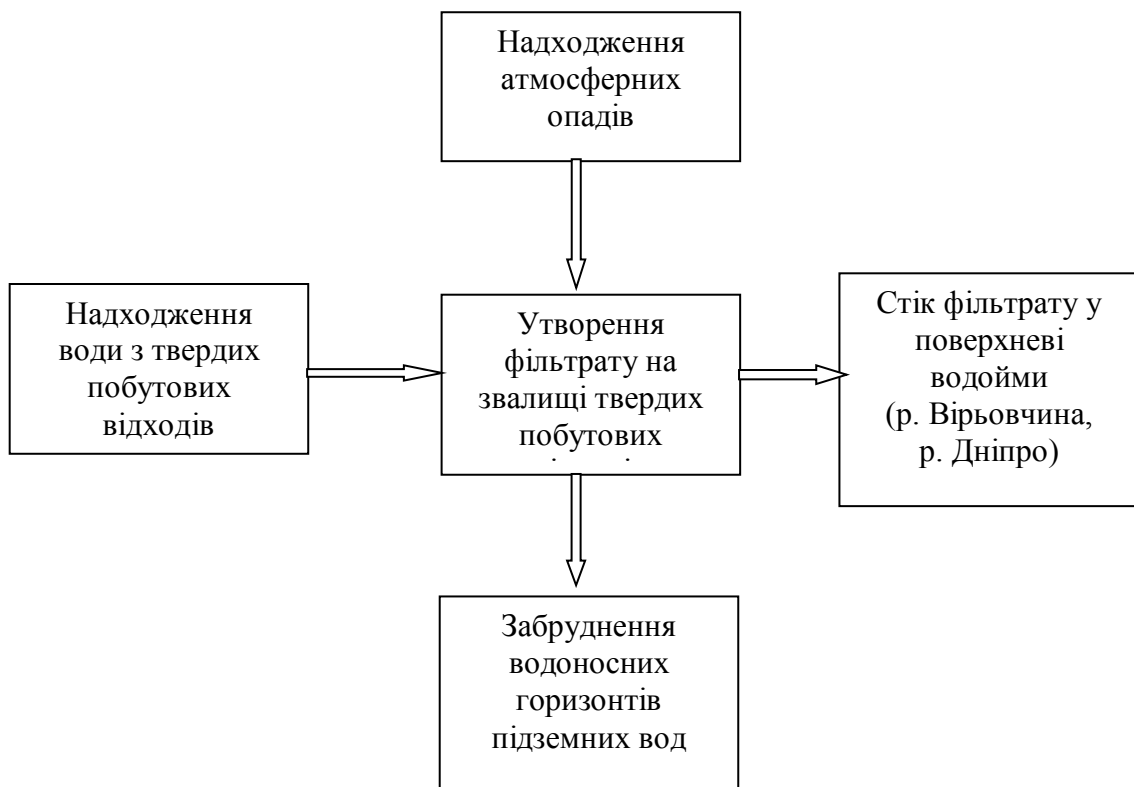 Надходження
атмосферних
опадів
Надходження
води з твердих
побутових
відходів
Утворення
фільтрату на
звалищі твердих
побутових
Стік фільтрату у
поверхневі
водойми
(р. Вірьовчина,
р. Дніпро)
Забруднення
водоносних
горизонтів
підземних вод